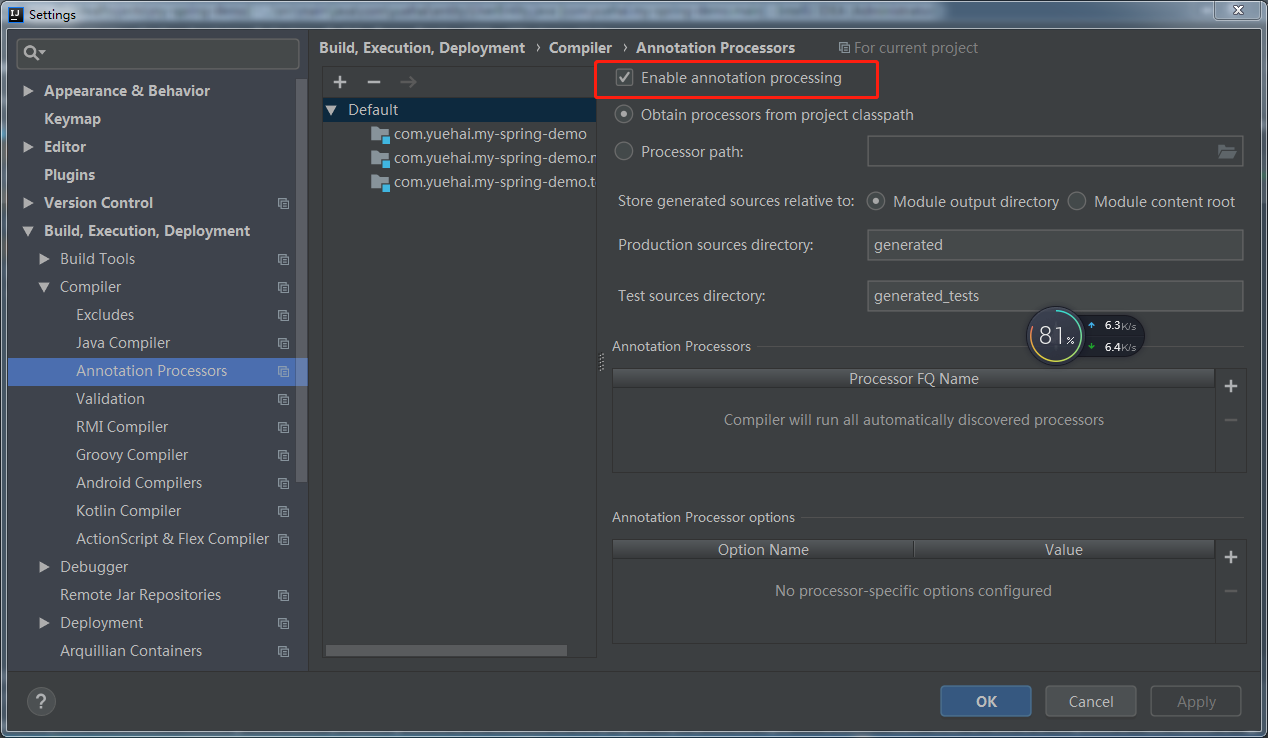 Settings
Build, Execution, Deployment › Compiler › Annotation Processors For current project
Appearance & Behavior
Keymap
Editor
Plugins
Version Control
Build, Execution, Deployment
Build Tools
Compiler
Excludes
Java Compiler
Annotation Processors
Validation
RMI Compiler
Groovy Compiler
Android Compilers
Kotlin Compiler
ActionScript & Flex Compiler
Debugger
Remote Jar Repositories
Deployment
Arquillian Containers
Default
com.yuehai.my-spring-demo
com.yuehai.my-spring-demo.m
com.yuehai.my-spring-demo.t
Enable annotation processing
Obtain processors from project classpath
Processor path:
Store generated sources relative to: Module output directory Module content root
Production sources directory: generated
Test sources directory: generated_tests
81% 6.3K/s
6.4K/s
Annotation Processors
Processor FQ Name
Compiler will run all automatically discovered processors
Annotation Processor options
Option Name Value
No processor-specific options configured
? OK Cancel Apply